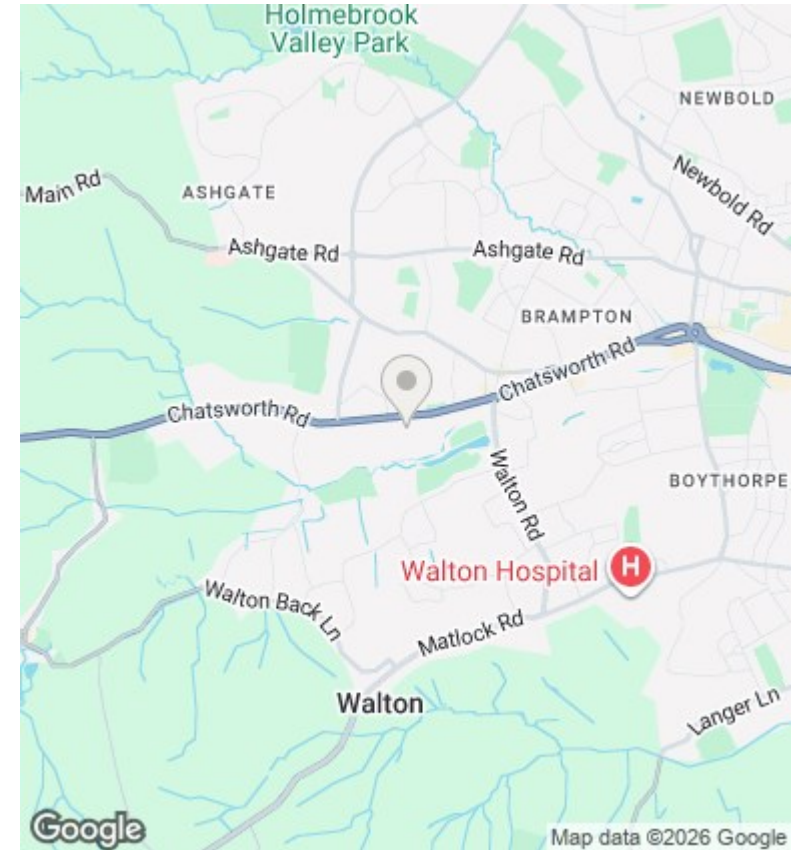 Holmebrook
Valley Park
NEWBOLD
Newbold Rd
Main Rd
ASHGATE
Ashgate Rd
Ashgate Rd
BRAMPTON
Chatsworth Rd
Chatsworth Rd
Walton Rd
BOYTHORPE
Walton Hospital
H
Walton Back Ln
Matlock Rd
Walton
Langer Ln
Google
Map data ©2026 Google